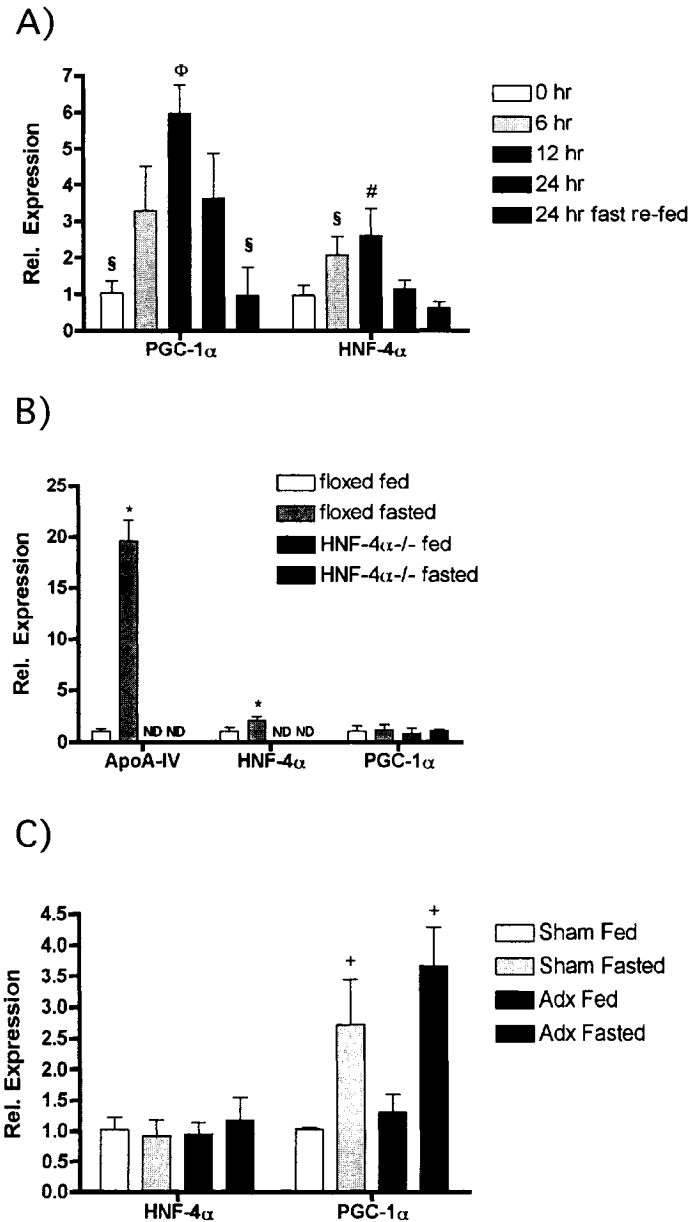 A)
Rel. Expression
7
6
5
4
3
2
1
0
§
Φ
§
§
#
PGC-1α
HNF-4α
0 hr
6 hr
12 hr
24 hr
24 hr fast re-fed
B)
Rel. Expression
25
20
15
10
5
0
*
ND ND
*
ND ND
ApoA-IV
HNF-4α
PGC-1α
floxed fed
floxed fasted
HNF-4α-/- fed
HNF-4α-/- fasted
C)
Rel. Expression
4.5
4.0
3.5
3.0
2.5
2.0
1.5
1.0
0.5
0.0
+
+
HNF-4α
PGC-1α
Sham Fed
Sham Fasted
Adx Fed
Adx Fasted